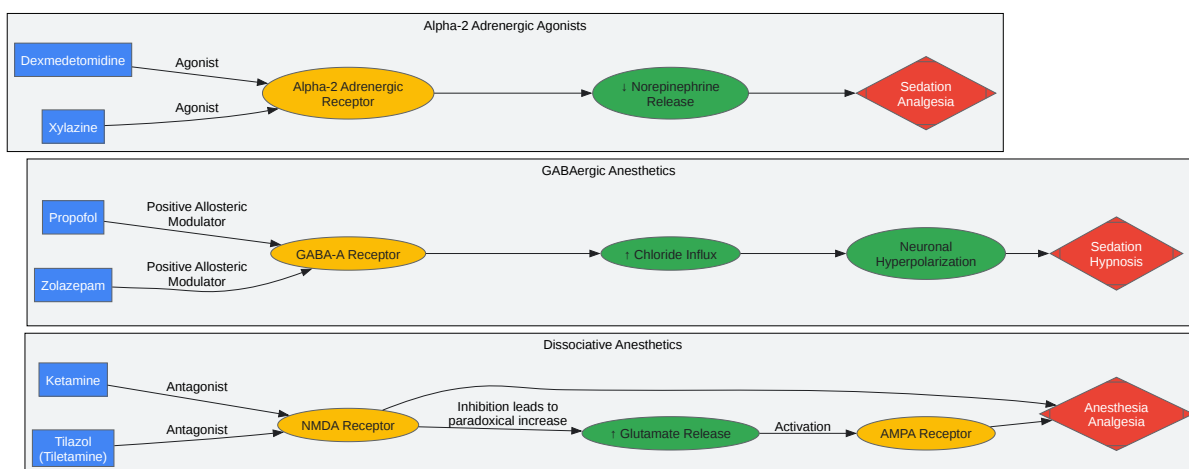 Alpha-2 Adrenergic Agonists
Dexmedetomidine
Agonist
Xylazine
Agonist
Alpha-2 Adrenergic
Receptor
↓ Norepinephrine
Release
Sedation
Analgesia
GABAergic Anesthetics
Propofol
Positive Allosteric
Modulator
Zolazepam
Positive Allosteric
Modulator
GABA-A Receptor
↑ Chloride Influx
Neuronal
Hyperpolarization
Sedation
Hypnosis
Dissociative Anesthetics
Ketamine
Antagonist
Tilazol
(Tiletamine)
Antagonist
NMDA Receptor
Inhibition leads to
paradoxical increase
↑ Glutamate Release
Activation
AMPA Receptor
Anesthesia
Analgesia